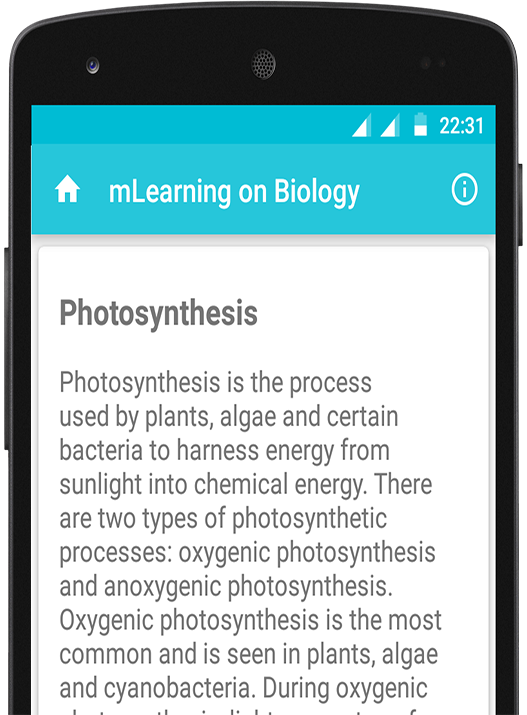 22:31
mLearning on Biology
Photosynthesis
Photosynthesis is the process
used by plants, algae and certain
bacteria to harness energy from
sunlight into chemical energy. There
are two types of photosynthetic
processes: oxygenic photosynthesis
and anoxygenic photosynthesis.
Oxygenic photosynthesis is the most
common and is seen in plants, algae
and cyanobacteria. During oxygenic